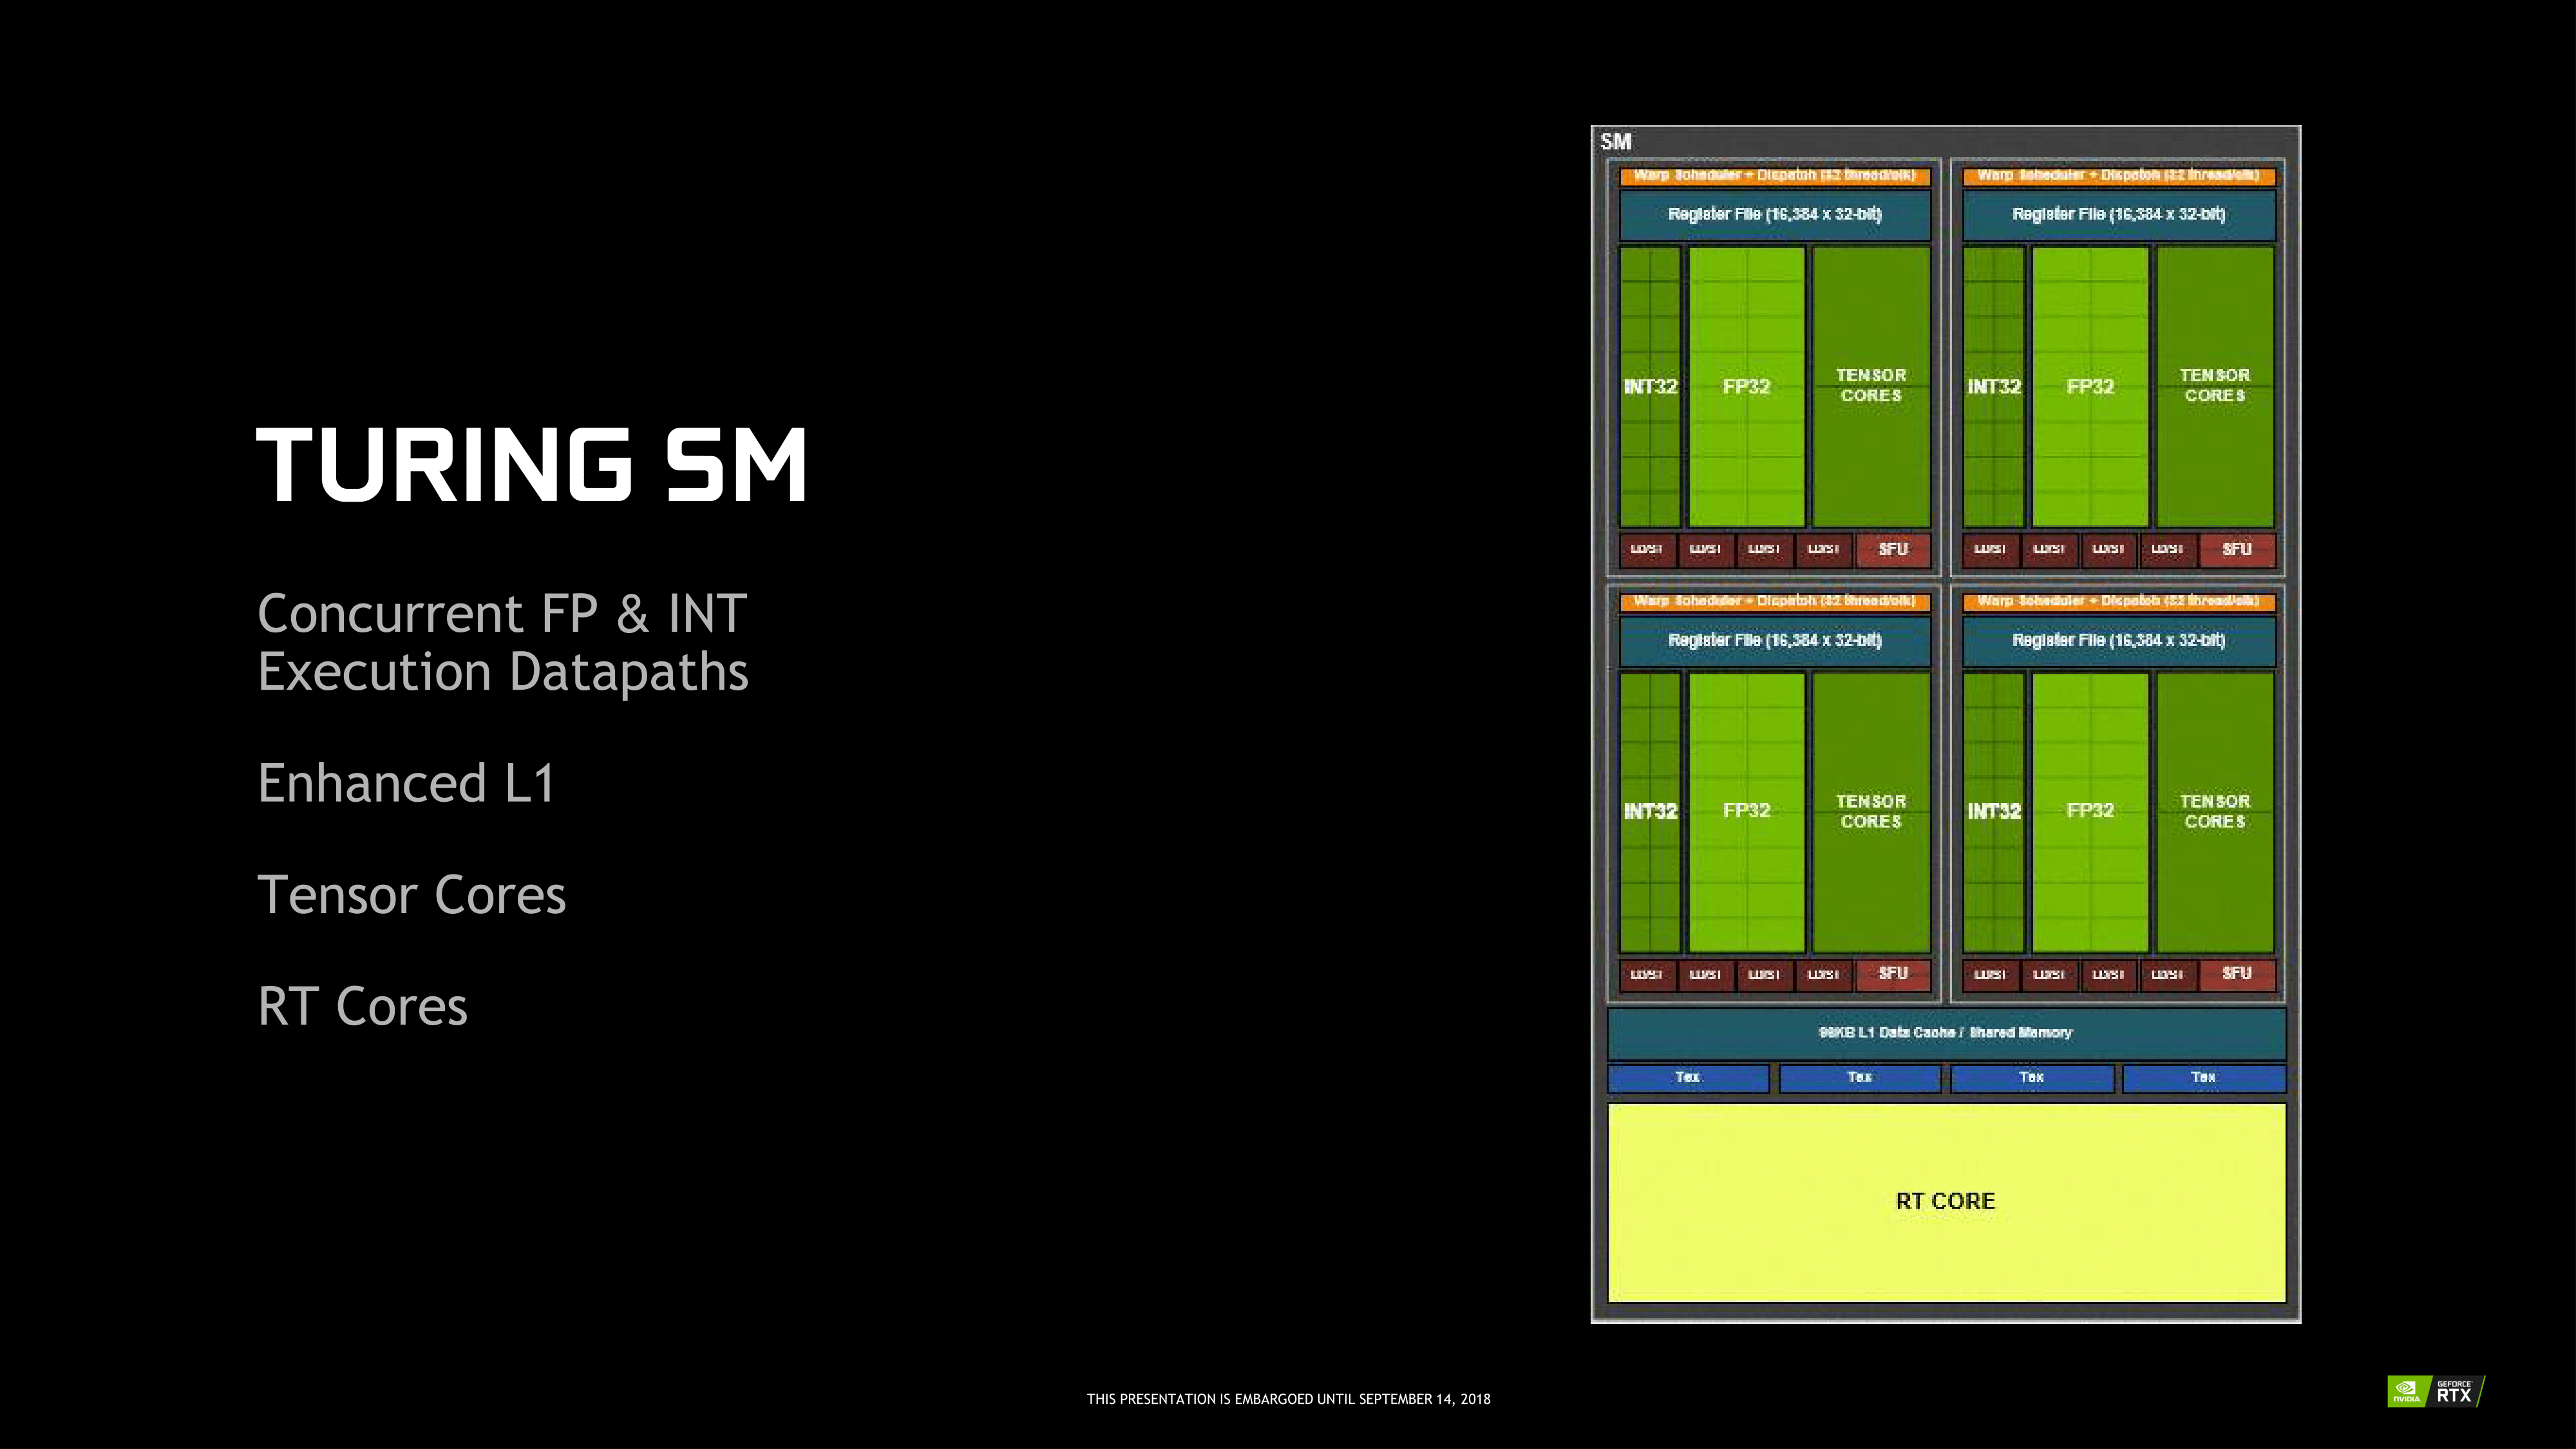 TURING SM
Concurrent FP & INT
Execution Datapaths
Enhanced L1
Tensor Cores
RT Cores
SM
Warp Scheduler + Dispatch (32 thread/clk)
Warp Scheduler + Dispatch (32 thread/clk)
Register File (16,384 x 32-bit)
Register File (16,384 x 32-bit)
INT32
FP32
TENSOR
CORES
INT32
FP32
TENSOR
CORES
LD/ST LD/ST LD/ST LD/ST SFU
LD/ST LD/ST LD/ST LD/ST SFU
Warp Scheduler + Dispatch (32 thread/clk)
Warp Scheduler + Dispatch (32 thread/clk)
Register File (16,384 x 32-bit)
Register File (16,384 x 32-bit)
INT32
FP32
TENSOR
CORES
INT32
FP32
TENSOR
CORES
LD/ST LD/ST LD/ST LD/ST SFU
LD/ST LD/ST LD/ST LD/ST SFU
96KB L1 Data Cache / Shared Memory
Tex Tex Tex Tex
RT CORE
THIS PRESENTATION IS EMBARGOED UNTIL SEPTEMBER 14, 2018
NVIDIA
GEFORCE
RTX